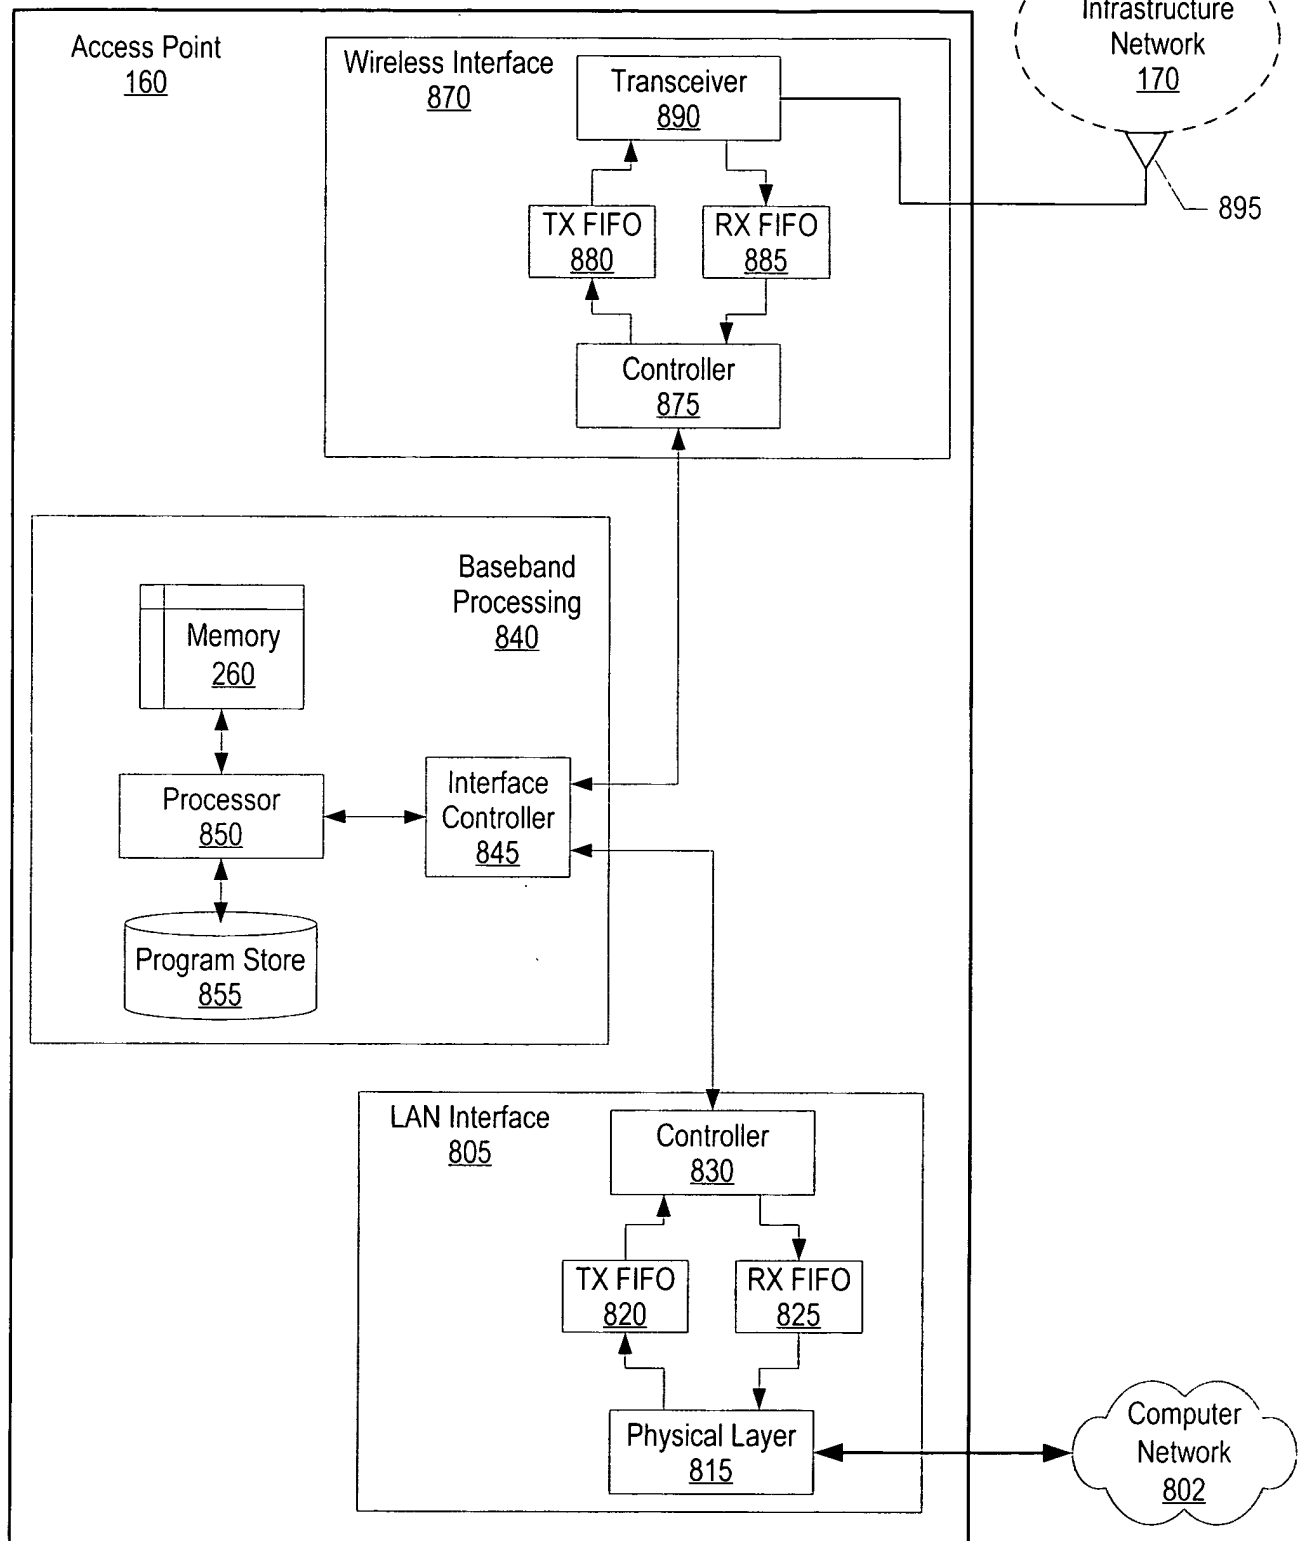 Access Point
160
Wireless Interface
870
Transceiver
890
Infrastructure
Network
170
895
TX FIFO
880
RX FIFO
885
Controller
875
Baseband
Processing
840
Memory
260
Processor
850
Interface
Controller
845
Program Store
855
LAN Interface
805
Controller
830
TX FIFO
820
RX FIFO
825
Physical Layer
815
Computer
Network
802